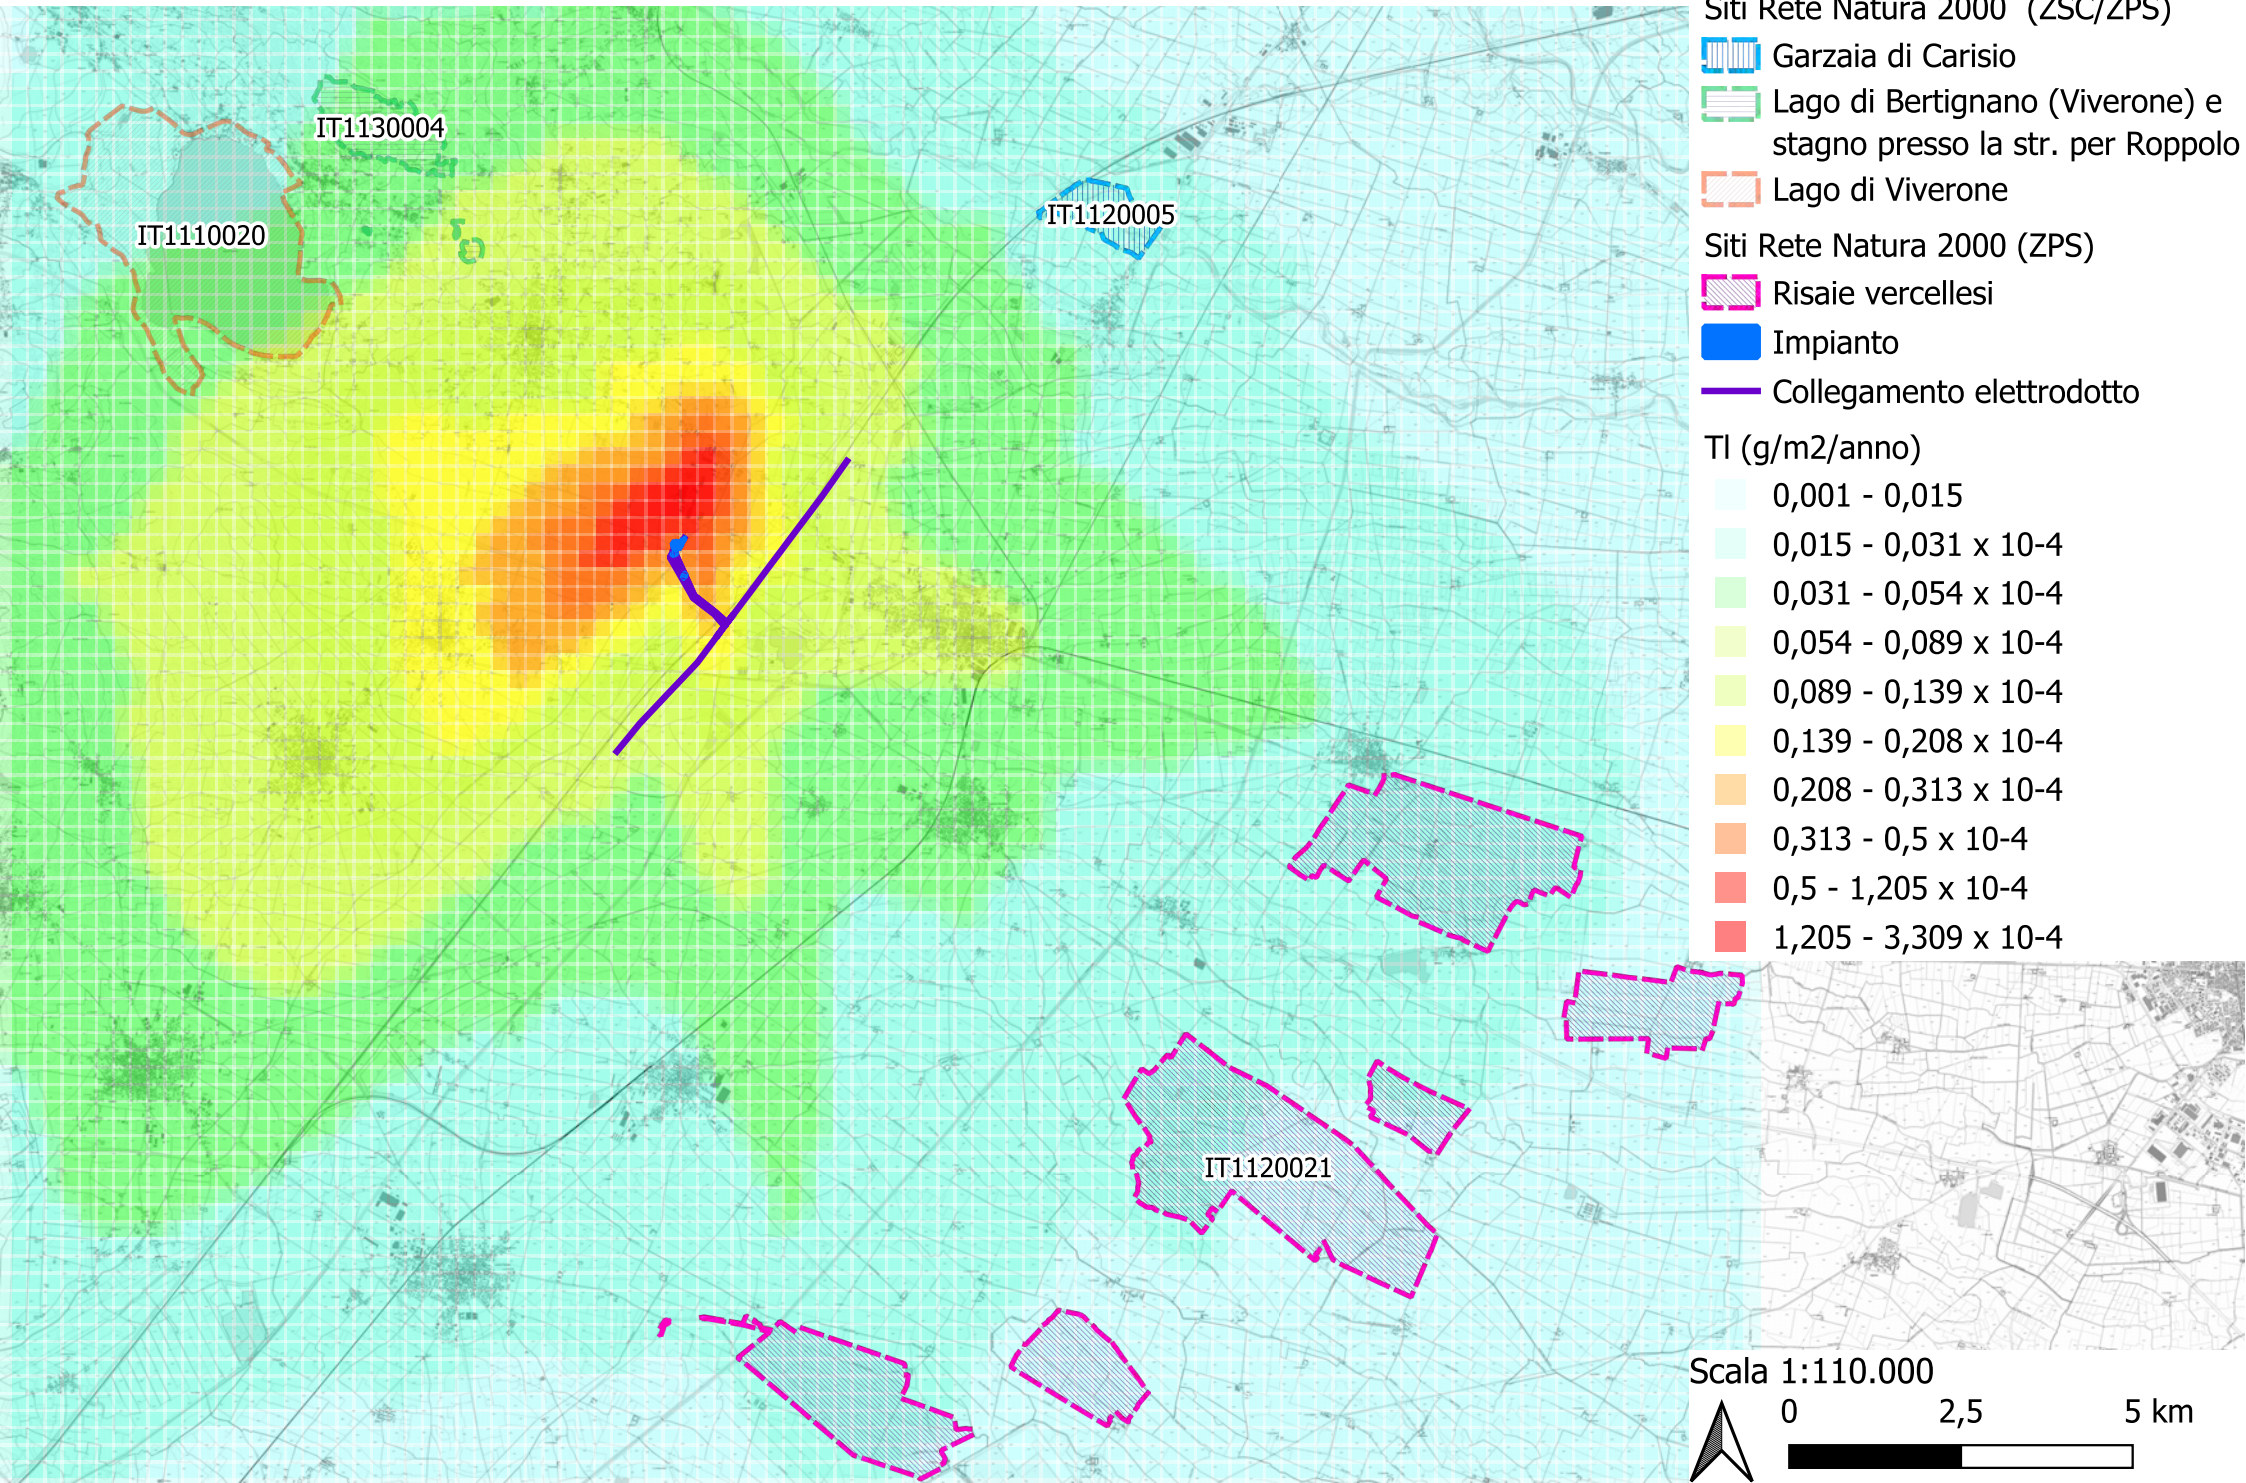 Siti Rete Natura 2000 (ZSC/ZPS)
Garzaia di Carisio
Lago di Bertignano (Viverone) e
stagno presso la str. per Roppolo
Lago di Viverone
Siti Rete Natura 2000 (ZPS)
Risaie vercellesi
Impianto
Collegamento elettrodotto
Tl (g/m2/anno)
0,001 - 0,015
0,015 - 0,031 x 10-4
0,031 - 0,054 x 10-4
0,054 - 0,089 x 10-4
0,089 - 0,139 x 10-4
0,139 - 0,208 x 10-4
0,208 - 0,313 x 10-4
0,313 - 0,5 x 10-4
0,5 - 1,205 x 10-4
1,205 - 3,309 x 10-4
IT1130004
IT1120005
IT1110020
IT1120021
Scala 1:110.000
0 2,5 5 km